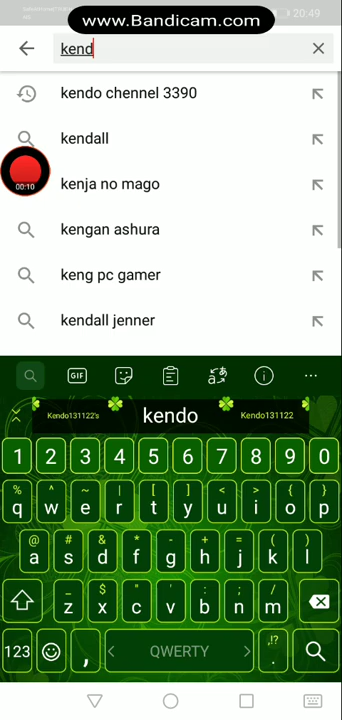 www.Bandicam.com
20:49
kend
kendo chennel 3390
kendall
00:10
kenja no mago
kengan ashura
keng pc gamer
kendall jenner
GIF
Kendo131122's kendo Kendo131122
1 2 3 4 5 6 7 8 9 0
% ^ ~ | [ ] < > { }
q w e r t y u i o p
@ # & * - + = ( )
a s d f g h j k l
_ $ " ' : ; /
z x c v b n m
123 , < QWERTY > ,!? .